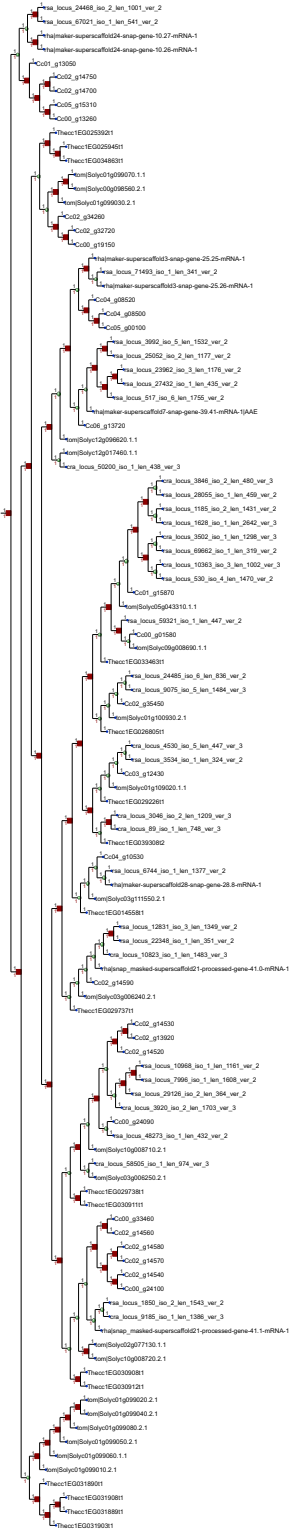 rsa_locus_24468_iso_2_len_1001_ver_2
rsa_locus_67021_iso_1_len_541_ver_2
rha|maker-superscaffold24-snap-gene-10.27-mRNA-1
rha|maker-superscaffold24-snap-gene-10.26-mRNA-1
Cc01_g13050
Cc02_g14750
Cc02_g14700
Cc05_g15310
Cc00_g13260
Thecc1EG025392t1
Thecc1EG025945t1
Thecc1EG034863t1
tom|Solyc01g099070.1.1
tom|Solyc00g098560.2.1
tom|Solyc01g099030.2.1
Cc02_g34260
Cc02_g32720
Cc00_g19150
rha|maker-superscaffold3-snap-gene-25.25-mRNA-1
rsa_locus_71493_iso_1_len_341_ver_2
rha|maker-superscaffold3-snap-gene-25.26-mRNA-1
Cc04_g08520
Cc04_g08500
Cc05_g00100
rsa_locus_3992_iso_5_len_1532_ver_2
rsa_locus_25052_iso_2_len_1177_ver_2
rsa_locus_23962_iso_3_len_1176_ver_2
rsa_locus_27432_iso_1_len_435_ver_2
rsa_locus_517_iso_6_len_1755_ver_2
rha|maker-superscaffold7-snap-gene-39.41-mRNA-1|AAE
Cc06_g13720
tom|Solyc12g096620.1.1
tom|Solyc12g017460.1.1
cra_locus_50200_iso_1_len_438_ver_3
cra_locus_3846_iso_2_len_480_ver_3
rsa_locus_28055_iso_1_len_459_ver_2
rsa_locus_1185_iso_2_len_1431_ver_2
cra_locus_1628_iso_1_len_2642_ver_3
cra_locus_3502_iso_1_len_1298_ver_3
rsa_locus_69662_iso_1_len_319_ver_2
cra_locus_10363_iso_3_len_1002_ver_3
rsa_locus_530_iso_4_len_1470_ver_2
Cc01_g15870
tom|Solyc05g043310.1.1
rsa_locus_59321_iso_1_len_447_ver_2
Cc00_g01580
tom|Solyc09g008690.1.1
Thecc1EG033463t1
rsa_locus_24485_iso_6_len_836_ver_2
cra_locus_9075_iso_5_len_1484_ver_3
Cc02_g35450
tom|Solyc01g100930.2.1
Thecc1EG026805t1
cra_locus_4530_iso_5_len_447_ver_3
rsa_locus_3534_iso_1_len_324_ver_2
Cc03_g12430
tom|Solyc01g109020.1.1
Thecc1EG029226t1
cra_locus_3046_iso_2_len_1209_ver_3
cra_locus_89_iso_1_len_748_ver_3
Thecc1EG039308t2
Cc04_g10530
rsa_locus_6744_iso_1_len_1377_ver_2
rha|maker-superscaffold28-snap-gene-28.8-mRNA-1
tom|Solyc03g111550.2.1
Thecc1EG014558t1
rsa_locus_12831_iso_3_len_1349_ver_2
rsa_locus_22348_iso_1_len_351_ver_2
cra_locus_10823_iso_1_len_1483_ver_3
rha|snap_masked-superscaffold21-processed-gene-41.0-mRNA-1
Cc02_g14590
tom|Solyc03g006240.2.1
Thecc1EG029737t1
Cc02_g14530
Cc02_g13920
Cc02_g14520
rsa_locus_10968_iso_1_len_1161_ver_2
rsa_locus_7996_iso_1_len_1608_ver_2
rsa_locus_29126_iso_2_len_364_ver_2
cra_locus_3920_iso_2_len_1703_ver_3
Cc00_g24090
rsa_locus_48273_iso_1_len_432_ver_2
tom|Solyc10g008710.2.1
cra_locus_58505_iso_1_len_974_ver_3
tom|Solyc03g006250.2.1
Thecc1EG029738t1
Thecc1EG030911t1
Cc00_g33460
Cc02_g14560
Cc02_g14580
Cc02_g14570
Cc02_g14540
Cc00_g24100
rsa_locus_1850_iso_2_len_1543_ver_2
cra_locus_9185_iso_1_len_1386_ver_3
rha|snap_masked-superscaffold21-processed-gene-41.1-mRNA-1
tom|Solyc02g077130.1.1
tom|Solyc10g008720.2.1
Thecc1EG030908t1
Thecc1EG030912t1
tom|Solyc01g099020.2.1
tom|Solyc01g099040.2.1
tom|Solyc01g099080.2.1
tom|Solyc01g099050.2.1
tom|Solyc01g099060.1.1
tom|Solyc01g099010.2.1
Thecc1EG031890t1
Thecc1EG031908t1
Thecc1EG031889t1
Thecc1EG031903t1